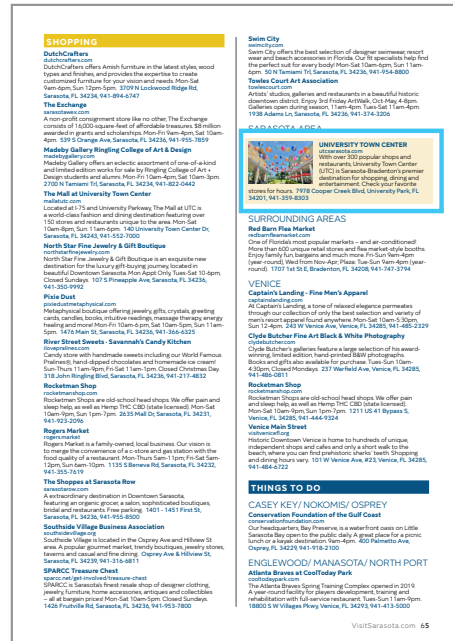 SHOPPING
DutchCrafters
dutchcrafters.com
DutchCrafters offers Amish furniture in the latest styles, wood
types and finishes, and provides the expertise to create
customized furniture for your vision and needs. Mon-Sat
9am-6pm, Sun 12pm-5pm. 3709 N Lockwood Ridge Rd,
Sarasota, FL 34234, 941-894-6747
The Exchange
sarasotawex.com
A non-profit consignment store like no other, The Exchange
consists of 16,000-square-feet of affordable treasures. $8 million
awarded in grants and scholarships. Mon-Fri 9am-4pm, Sat 10am-
4pm. 539 S Orange Ave, Sarasota, FL 34236, 941-955-7859
Madeby Gallery Ringling College of Art & Design
madebygallery.com
Madeby Gallery offers an eclectic assortment of one-of-a-kind
and limited edition works for sale by Ringling College of Art +
Design students and alumni. Mon-Fri 10am-4pm, Sat 10am-3pm.
2700 N Tamiami Trl, Sarasota, FL 34234, 941-822-0442
The Mall at University Town Center
mallatutc.com
Located at I-75 and University Parkway, The Mall at UTC is
a world-class fashion and dining destination featuring over
150 stores and restaurants unique to the area. Mon-Sat
10am-8pm, Sun 11am-6pm. 140 University Town Center Dr,
Sarasota, FL 34243, 941-552-7000
North Star Fine Jewelry & Gift Boutique
northstarfinejewelry.com
North Star Fine Jewelry & Gift Boutique is an exquisite new
destination for the luxury gift-buying journey, located in
beautiful Downtown Sarasota. Mon Appt Only, Tues-Sat 10-6pm,
Closed Sundays. 107 S Pineapple Ave, Sarasota, FL 34236,
941-350-9992
Pixie Dust
pixiedustmetaphysical.com
Metaphysical boutique offering jewelry, gifts, crystals, greeting
cards, candles, books, intuitive readings, massage therapy, energy
healing and more! Mon-Fri 10am-6pm, Sat 10am-5pm, Sun 11am-
5pm. 1476 Main St, Sarasota, FL 34236, 941-366-6325
River Street Sweets - Savannah's Candy Kitchen
ilovepralines.com
Candy store with handmade sweets including our World Famous
Pralines®, hand-dipped chocolates and homemade ice cream!
Sun-Thurs 11am-9pm, Fri-Sat 11am-11pm. Closed Christmas Day.
318 John Ringling Blvd, Sarasota, FL 34236, 941-217-4832
Rocketman Shop
rocketmanshop.com
Rocketman Shops are old-school head shops. We offer pain and
sleep help, as well as Hemp THC CBD (state licensed). Mon-Sat
10am-9pm, Sun 1pm-7pm. 2635 Mall Dr, Sarasota, FL 34231,
941-923-2096
Rogers Market
rogers.market
Rogers Market is a family-owned, local business. Our vision is
to merge the convenience of a c-store and gas station with the
food quality of a restaurant. Mon-Thurs 5am-11pm; Fri-Sat 5am-
12pm, Sun 6am-10pm. 1135 S Beneva Rd, Sarasota, FL 34232,
941-355-7619
The Shoppes at Sarasota Row
sarasotarow.com
A extraordinary destination in Downtown Sarasota,
featuring an organic grocer, a salon, sophisticated boutiques,
bridal and restaurants. Free parking. 1401 - 1451 First St,
Sarasota, FL 34236, 941-955-8500
Southside Village Business Association
southsidevillage.org
Southside Village is located in the Osprey Ave and Hillview St
area. A popular gourmet market, trendy boutiques, jewelry stores,
taverns and casual and fine dining. Osprey Ave & Hillview St,
Sarasota, FL 34239, 941-316-6811
SPARCC Treasure Chest
sparcc.net/get-involved/treasure-chest
SPARCC is Sarasota's finest resale shop of designer clothing,
jewelry, furniture, home accessories, antiques and collectibles
– all at bargain prices! Mon-Sat 10am-5pm. Closed Sundays.
1426 Fruitville Rd, Sarasota, FL 34236, 941-953-7800
Swim City
swimcity.com
Swim City offers the best selection of designer swimwear, resort
wear and beach accessories in Florida. Our fit specialists help find
the perfect suit for every body! Mon-Sat 10am-6pm, Sun 11am-
6pm. 50 N Tamiami Trl, Sarasota, FL 34236, 941-954-8800
Towles Court Artist Association
towlescourt.com
Artists' studios, galleries and restaurants in a beautiful historic
downtown district. Enjoy 3rd Friday ArtWalk, Oct-May, 4-8pm.
Galleries open during season, 11am-4pm, Tues-Sat 11am-4pm.
1938 Adams Ln, Sarasota, FL 34236, 941-374-3206
SARASOTA AREA
UNIVERSITY TOWN CENTER
utcsarasota.com
With over 300 popular shops and
restaurants, University Town Center
(UTC) is Sarasota-Bradenton's premier
destination for shopping, dining and
entertainment. Check your favorite
stores for hours. 7978 Cooper Creek Blvd, University Park, FL
34201, 941-359-8303
SURROUNDING AREAS
Red Barn Flea Market
redbarnfleamarket.com
One of Florida's most popular markets – and air-conditioned!
More than 600 unique retail stores and flea market-style booths.
Enjoy family fun, bargains and much more. Fri-Sun 9am-4pm
(year-round), Wed from Nov-Apr; Plaza: Tue-Sun 9am-4pm (year-
round). 1707 1st St E, Bradenton, FL 34208, 941-747-3794
VENICE
Captain's Landing - Fine Men's Apparel
captainslanding.com
At Captain's Landing, a tone of relaxed elegance permeates
through our collection of only the best selection and variety of
men's resort apparel found anywhere. Mon-Sat 10am-5:30pm,
Sun 12-4pm. 243 W Venice Ave, Venice, FL 34285, 941-485-2329
Clyde Butcher Fine Art Black & White Photography
clydebutcher.com
Clyde Butcher's galleries feature a large selection of his award-
winning, limited edition, hand-printed B&W photographs.
Books and gifts also available for purchase. Tues-Sun 10am-
4:30pm, Closed Mondays. 237 Warfield Ave, Venice, FL 34285,
941-486-0811
Rocketman Shop
rocketmanshop.com
Rocketman Shops are old-school head shops. We offer pain
and sleep help, as well as Hemp THC CBD (state licensed).
Mon-Sat 10am-9pm, Sun 1pm-7pm. 1211 US 41 Bypass S,
Venice, FL 34285, 941-444-9324
Venice Main Street
visitvenicefl.org
Historic Downtown Venice is home to hundreds of unique,
independent shops and cafes and only a short walk to the
beach, where you can find prehistoric sharks' teeth. Shopping
and dining hours vary. 101 W Venice Ave, #23, Venice, FL 34285,
941-484-6722
THINGS TO DO
CASEY KEY/ NOKOMIS/ OSPREY
Conservation Foundation of the Gulf Coast
conservationfoundation.com
Our headquarters, Bay Preserve, is a waterfront oasis on Little
Sarasota Bay open to the public daily. A great place for a picnic
lunch or a kayak destination. 7am-4pm. 400 Palmetto Ave,
Osprey, FL 34229, 941-918-2100
ENGLEWOOD/ MANASOTA/ NORTH PORT
Atlanta Braves at CoolToday Park
cooltodaypark.com
The Atlanta Braves Spring Training Complex opened in 2019.
A year-round facility for players development, training and
rehabilitation with full-service restaurant. Tues-Sun 11am-9pm.
18800 S W Villages Pkwy, Venice, FL 34293, 941-413-5000
VisitSarasota.com 65